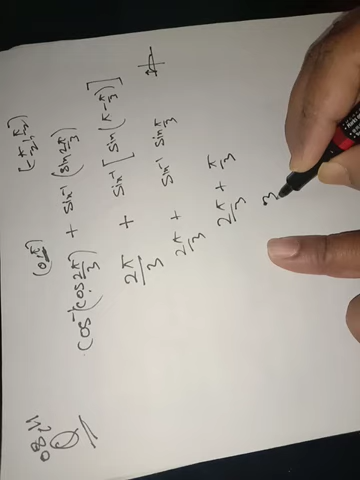 M780
Q
(0, π) [-π/2, π/2]
cos⁻¹(cos 2π/3) + sin⁻¹(sin 2π/3)
2π/3 + sin⁻¹[sin(π - π/3)]
2π/3 + sin⁻¹ sin π/3
2π/3 + π/3
3